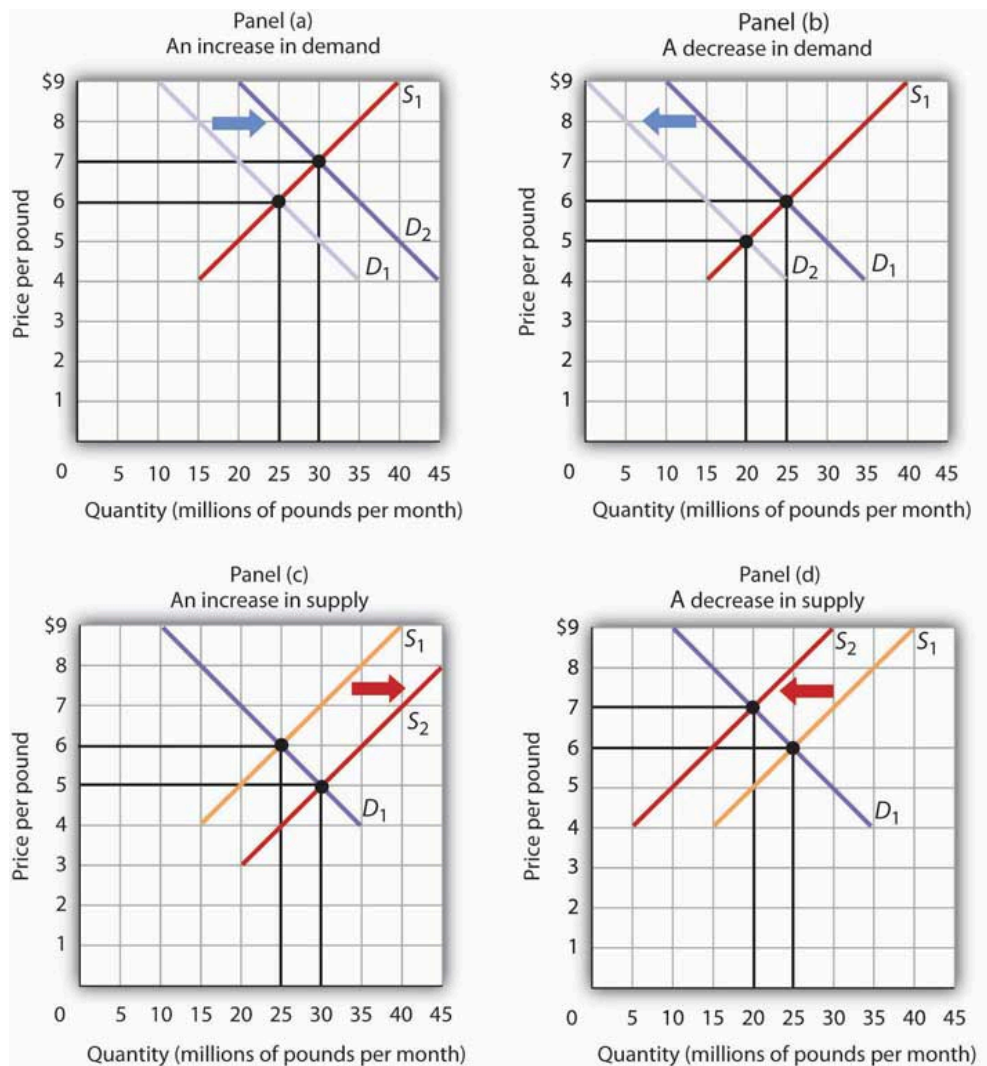 Panel (a)
An increase in demand
$9
8
7
6
5
4
3
2
1
0
5 10 15 20 25 30 35 40 45
S1
D2
D1
Price per pound
Quantity (millions of pounds per month)
Panel (b)
A decrease in demand
$9
8
7
6
5
4
3
2
1
0
5 10 15 20 25 30 35 40 45
S1
D2
D1
Price per pound
Quantity (millions of pounds per month)
Panel (c)
An increase in supply
$9
8
7
6
5
4
3
2
1
0
5 10 15 20 25 30 35 40 45
S1
S2
D1
Price per pound
Quantity (millions of pounds per month)
Panel (d)
A decrease in supply
$9
8
7
6
5
4
3
2
1
0
5 10 15 20 25 30 35 40 45
S2
S1
D1
Price per pound
Quantity (millions of pounds per month)